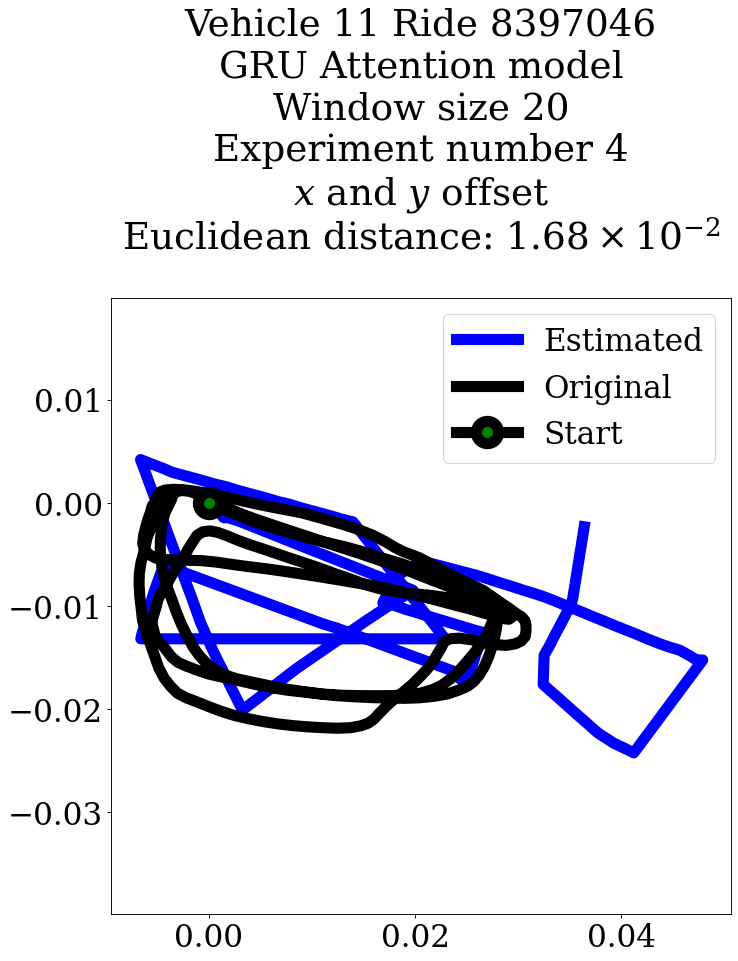 Vehicle 11 Ride 8397046
GRU Attention model
Window size 20
Experiment number 4
x and y offset
Euclidean distance: 1.68 × 10⁻²
Estimated
Original
Start
0.01
0.00
−0.01
−0.02
−0.03
0.00 0.02 0.04